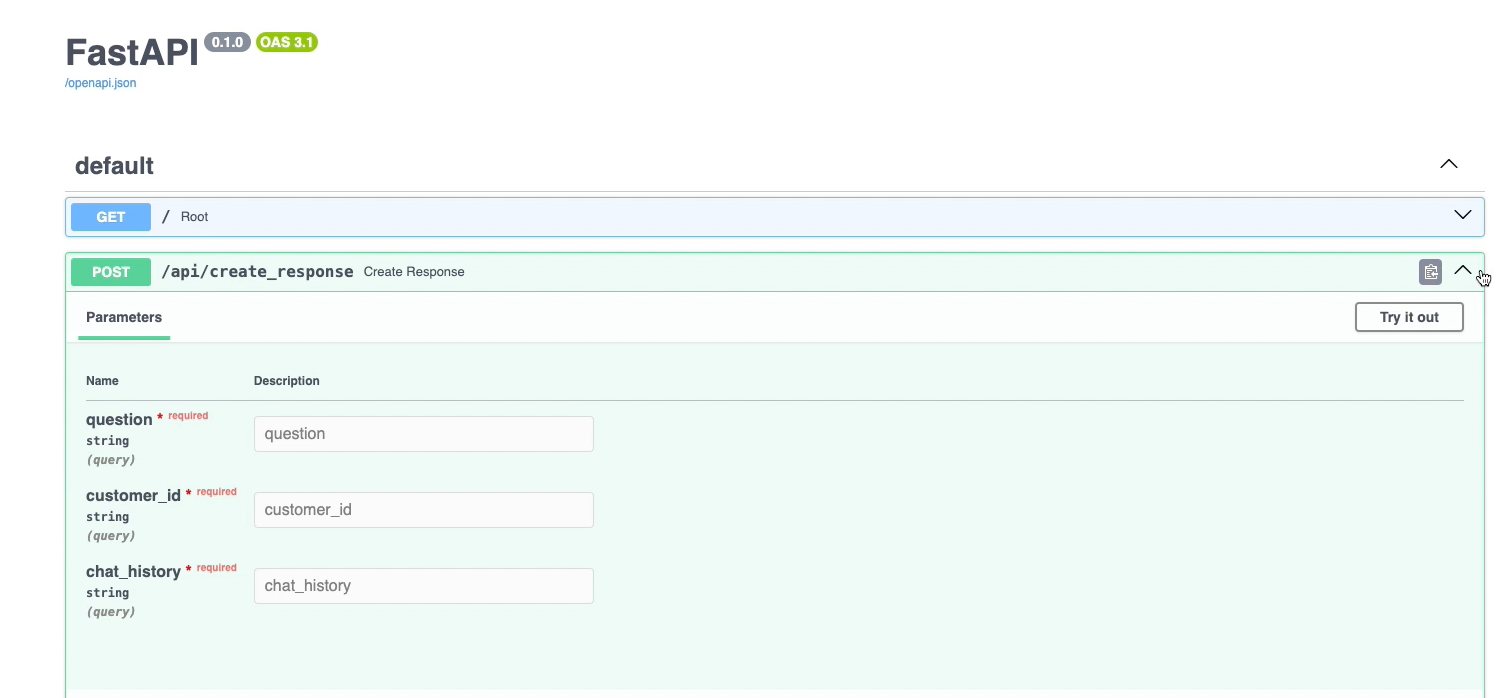 FastAPI 0.1.0 OAS 3.1
/openapi.json
default
GET / Root
POST /api/create_response Create Response
Parameters Try it out
Name Description
question * required
string
(query)
question
customer_id * required
string
(query)
customer_id
chat_history * required
string
(query)
chat_history